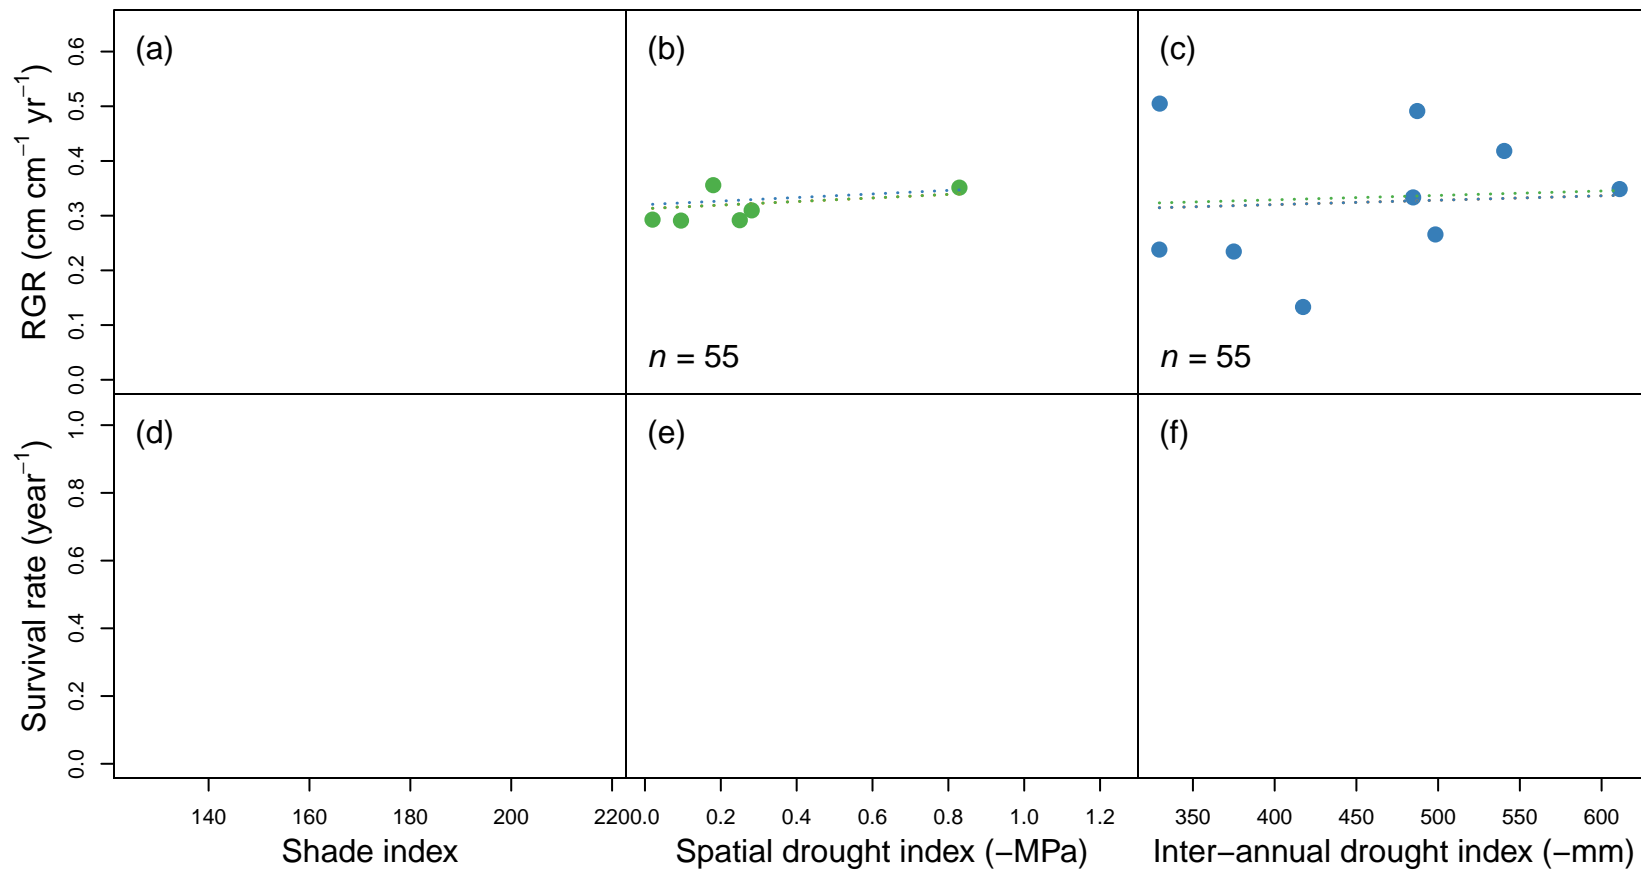 (a)
(b)
(c)
RGR (cm cm⁻¹ yr⁻¹)
0.6
0.5
0.4
0.3
0.2
0.1
0.0
n = 55
n = 55
(d)
(e)
(f)
Survival rate (year⁻¹)
1.0
0.8
0.6
0.4
0.2
0.0
140 160 180 200 220
0.0 0.2 0.4 0.6 0.8 1.0 1.2
350 400 450 500 550 600
Shade index
Spatial drought index (−MPa)
Inter−annual drought index (−mm)